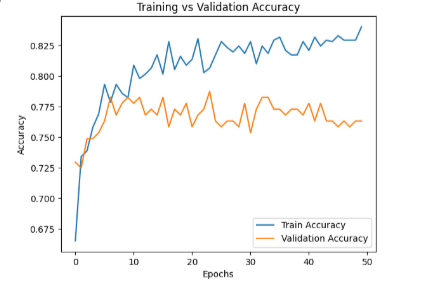 Training vs Validation Accuracy
0.825
0.800
0.775
0.750
0.725
0.700
0.675
Accuracy
0
10
20
30
40
50
Epochs
Train Accuracy
Validation Accuracy